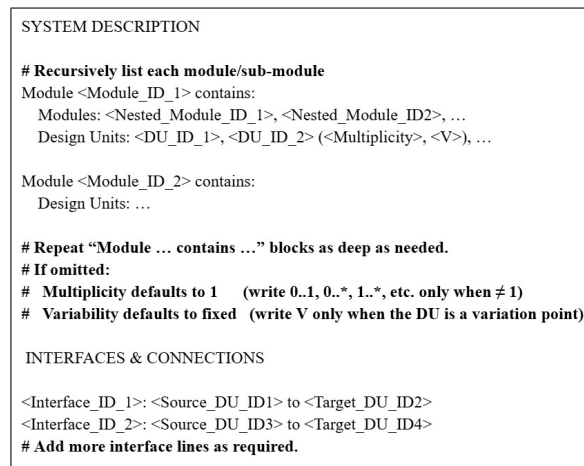 SYSTEM DESCRIPTION
# Recursively list each module/sub-module
Module <Module_ID_1> contains:
Modules: <Nested_Module_ID_1>, <Nested_Module_ID2>, …
Design Units: <DU_ID_1>, <DU_ID_2> (<Multiplicity>, <V>), …
Module <Module_ID_2> contains:
Design Units: …
# Repeat “Module … contains …” blocks as deep as needed.
# If omitted:
# Multiplicity defaults to 1 (write 0..1, 0..*, 1..*, etc. only when ≠ 1)
# Variability defaults to fixed (write V only when the DU is a variation point)
INTERFACES & CONNECTIONS
<Interface_ID_1>: <Source_DU_ID1> to <Target_DU_ID2>
<Interface_ID_2>: <Source_DU_ID3> to <Target_DU_ID4>
# Add more interface lines as required.